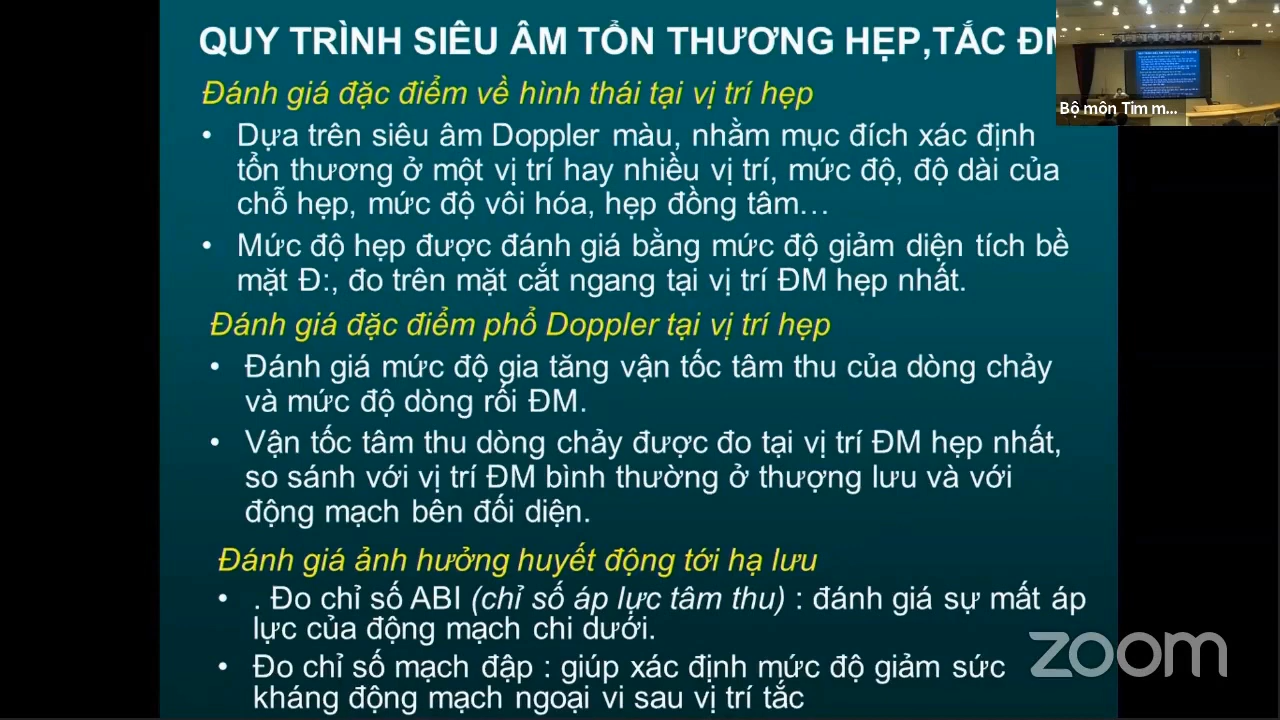 QUY TRÌNH SIÊU ÂM TỔN THƯƠNG HẸP,TẮC ĐM
Bộ môn Tim m...
Đánh giá đặc điểm về hình thái tại vị trí hẹp
• Dựa trên siêu âm Doppler màu, nhằm mục đích xác định
tổn thương ở một vị trí hay nhiều vị trí, mức độ, độ dài của
chỗ hẹp, mức độ vôi hóa, hẹp đồng tâm…
• Mức độ hẹp được đánh giá bằng mức độ giảm diện tích bề
mặt Đ:, đo trên mặt cắt ngang tại vị trí ĐM hẹp nhất.
Đánh giá đặc điểm phổ Doppler tại vị trí hẹp
• Đánh giá mức độ gia tăng vận tốc tâm thu của dòng chảy
và mức độ dòng rối ĐM.
• Vận tốc tâm thu dòng chảy được đo tại vị trí ĐM hẹp nhất,
so sánh với vị trí ĐM bình thường ở thượng lưu và với
động mạch bên đối diện.
Đánh giá ảnh hưởng huyết động tới hạ lưu
• . Đo chỉ số ABI (chỉ số áp lực tâm thu) : đánh giá sự mất áp
lực của động mạch chi dưới.
• Đo chỉ số mạch đập : giúp xác định mức độ giảm sức
kháng động mạch ngoại vi sau vị trí tắc
zoom